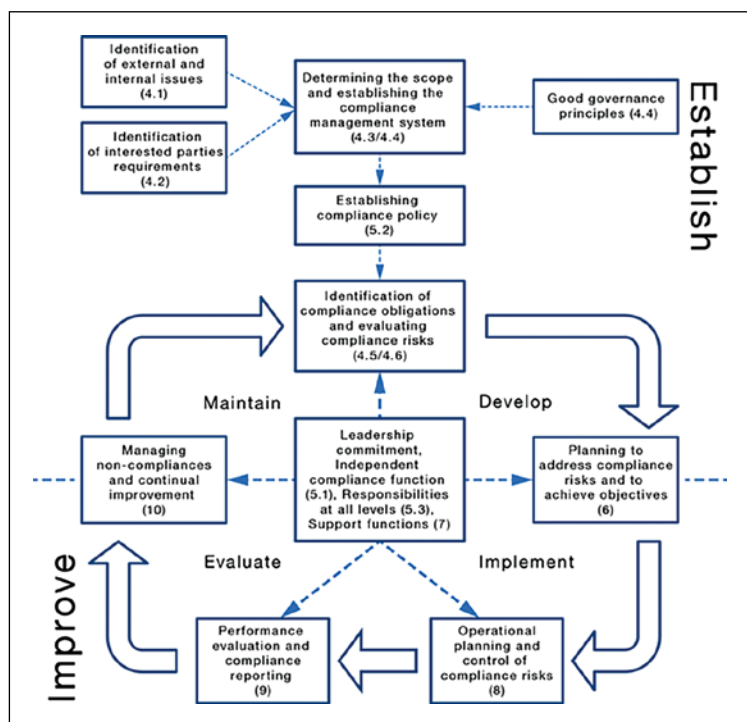 Identification
of external and
internal issues
(4.1)
Identification
of interested parties
requirements
(4.2)
Determining the scope
and establishing the
compliance
management system
(4.3/4.4)
Good governance
principles (4.4)
Establish
Establishing
compliance policy
(5.2)
Identification of
compliance obligations
and evaluating
compliance risks
(4.5/4.6)
Maintain
Develop
Managing
non-compliances
and continual
improvement
(10)
Leadership
commitment,
Independent
compliance function
(5.1), Responsibilities
at all levels (5.3),
Support functions (7)
Planning to
address compliance
risks and to
achieve objectives
(6)
Evaluate
Implement
Improve
Performance
evaluation and
compliance
reporting
(9)
Operational
planning and
control of
compliance risks
(8)